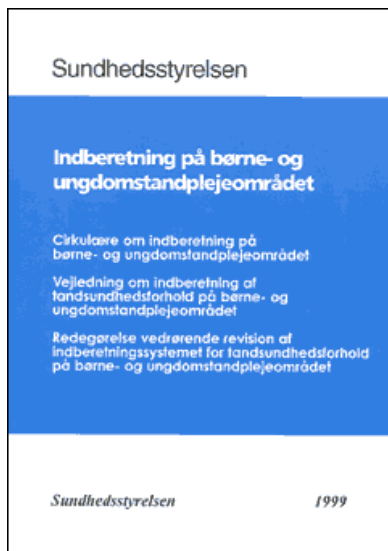 Sundhedsstyrelsen
Indberetning på børne- og
ungdomstandplejeområdet
Cirkulære om indberetning på
børne- og ungdomstandplejeområdet
Vejledning om indberetning af
tandsundhedsforhold på børne- og
ungdomstandplejeområdet
Redegørelse vedrørende revision af
indberetningssystemet for tandsundhedsforhold
på børne- og ungdomstandplejeområdet
Sundhedsstyrelsen 1999